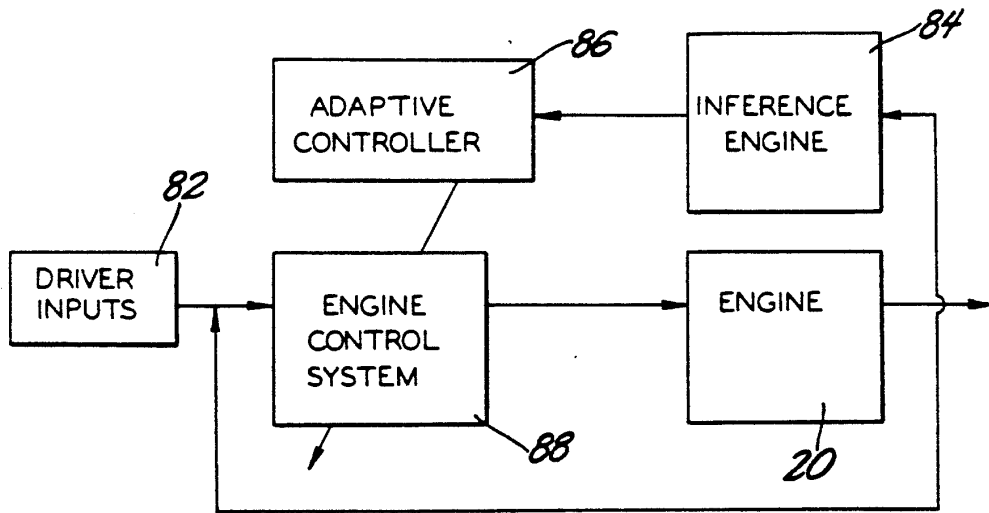 86
84
ADAPTIVE
CONTROLLER
INFERENCE
ENGINE
82
DRIVER
INPUTS
ENGINE
CONTROL
SYSTEM
ENGINE
88
20